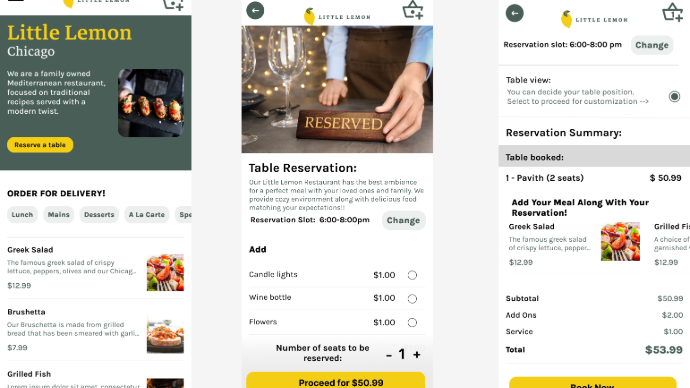 LITTLE LEMON
Little Lemon
Chicago
We are a family owned
Mediterranean restaurant,
focused on traditional
recipes served with a
modern twist.
Reserve a table
ORDER FOR DELIVERY!
Lunch Mains Desserts A La Carte Spe
Greek Salad
The famous greek salad of crispy
lettuce, peppers, olives and our Chicag...
$12.99
Brushetta
Our Bruschetta is made from grilled
bread that has been smeared with garli...
$7.99
Grilled Fish
Lorem ipsum dolor sit amet, consectetur
LITTLE LEMON
RESERVED
Table Reservation:
Our Little Lemon Restaurant has the best ambience
for a perfect meal with your loved ones and family. We
provide cozy environment along with delicious food
matching your expectations!!
Reservation slot: 6:00-8:00pm Change
Add
Candle lights $1.00
Wine bottle $1.00
Flowers $1.00
Number of seats to be
reserved: - 1 +
Proceed for $50.99
LITTLE LEMON
Reservation slot: 6:00-8:00 pm Change
Table view:
You can decide your table position.
Select to proceed for customization -->
Reservation Summary:
Table booked:
1 - Pavith (2 seats) $ 50.99
Add Your Meal Along With Your
Reservation!
Greek Salad
The famous greek salad
of crispy lettuce, pepper...
$12.99
Grilled Fis
A choice of
garnished w
$12.99
Subtotal $50.99
Add Ons $2.00
Service $1.00
Total $53.99
Book Now